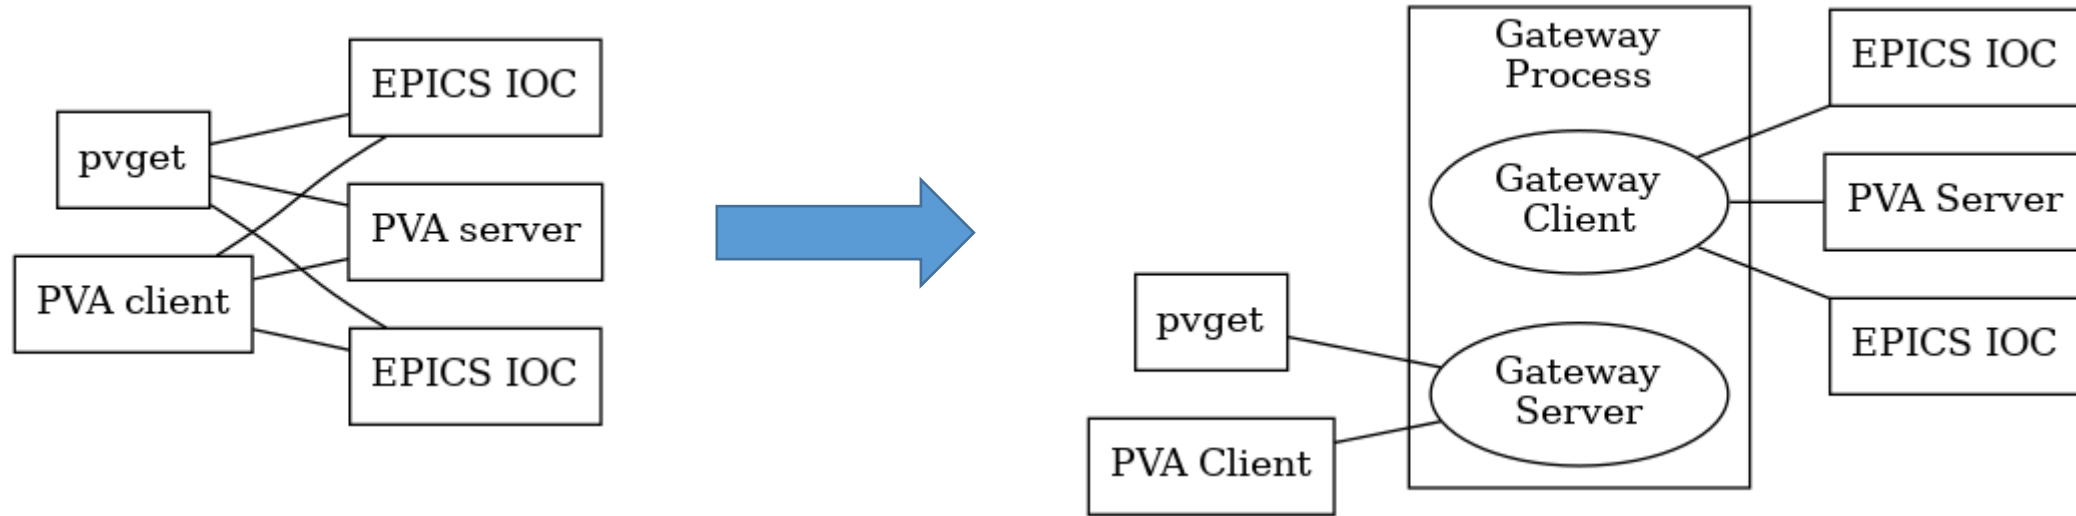 EPICS IOC
pvget
PVA server
PVA client
EPICS IOC
Gateway
Process
EPICS IOC
Gateway
Client
PVA Server
pvget
EPICS IOC
Gateway
Server
PVA Client